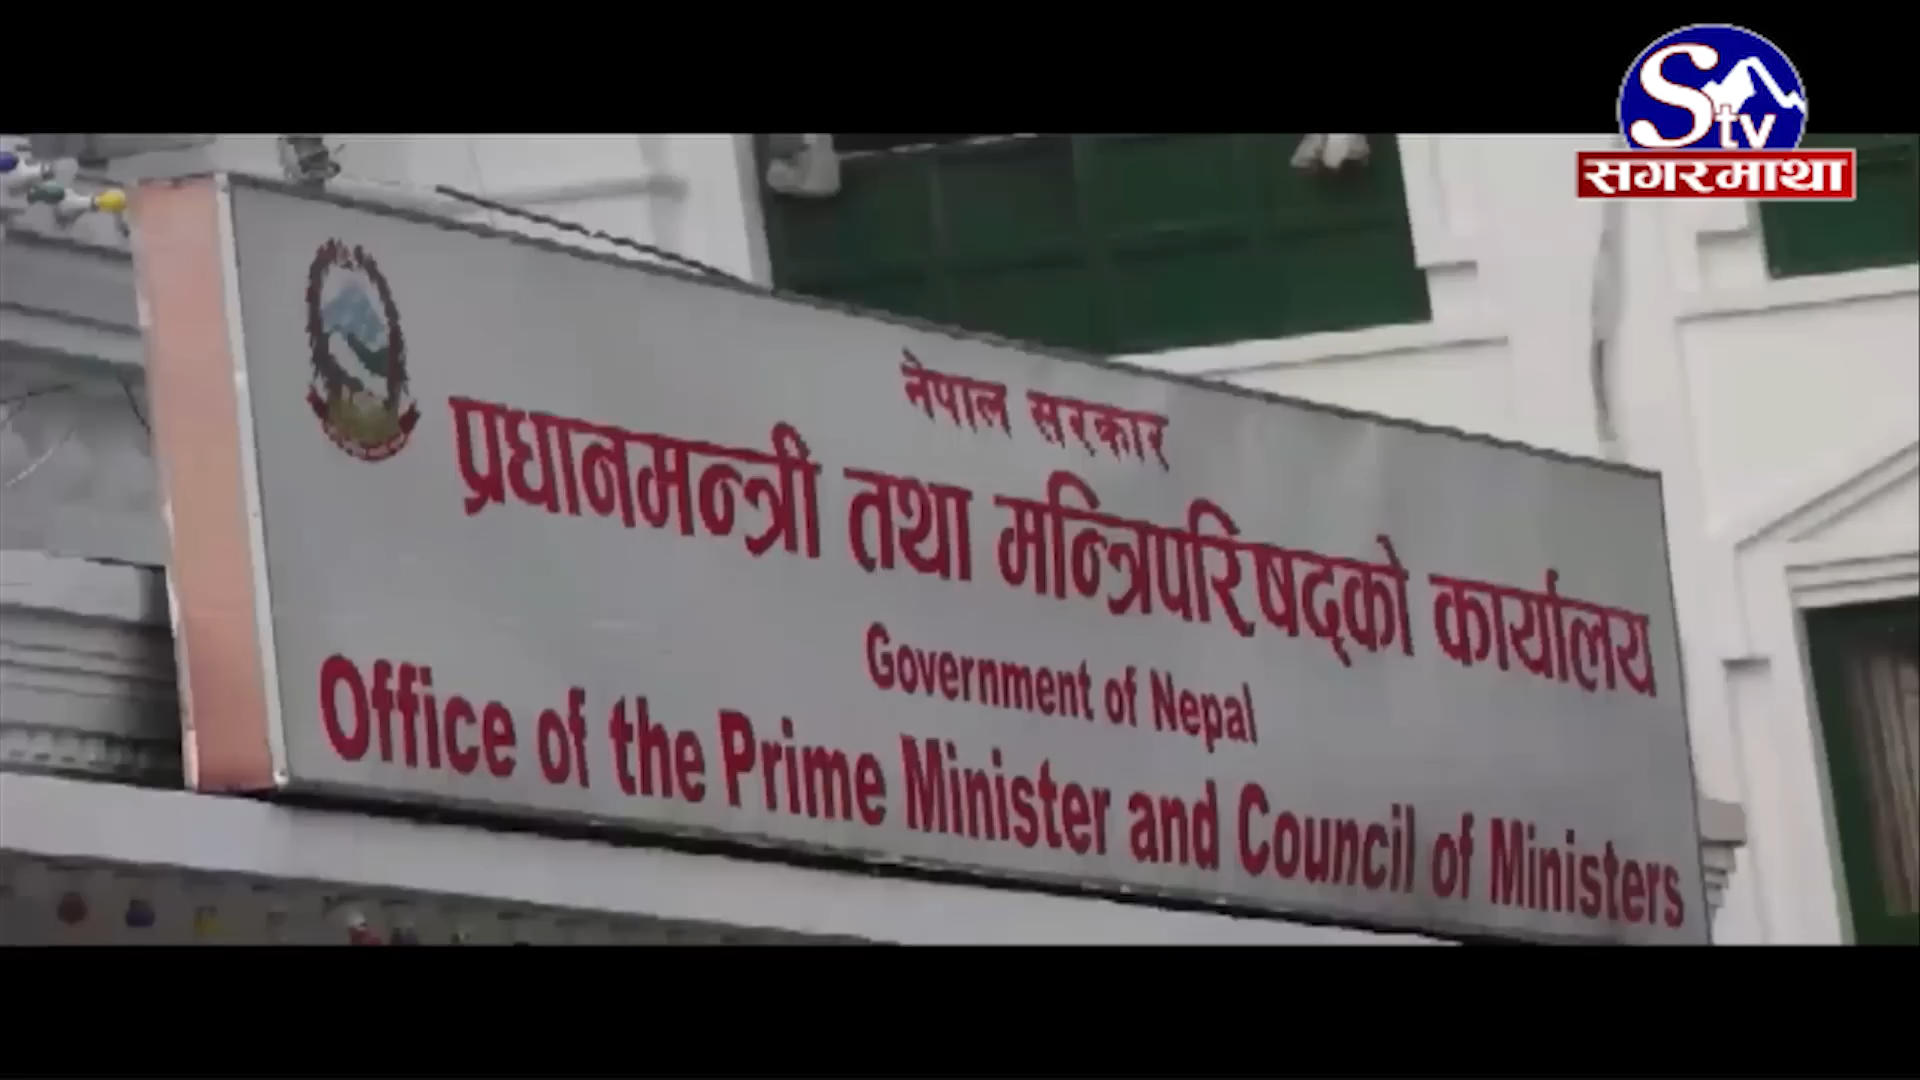 Stv
सगरमाथा
नेपाल सरकार
प्रधानमन्त्री तथा मन्त्रिपरिषद्को कार्यालय
Government of Nepal
Office of the Prime Minister and Council of Ministers